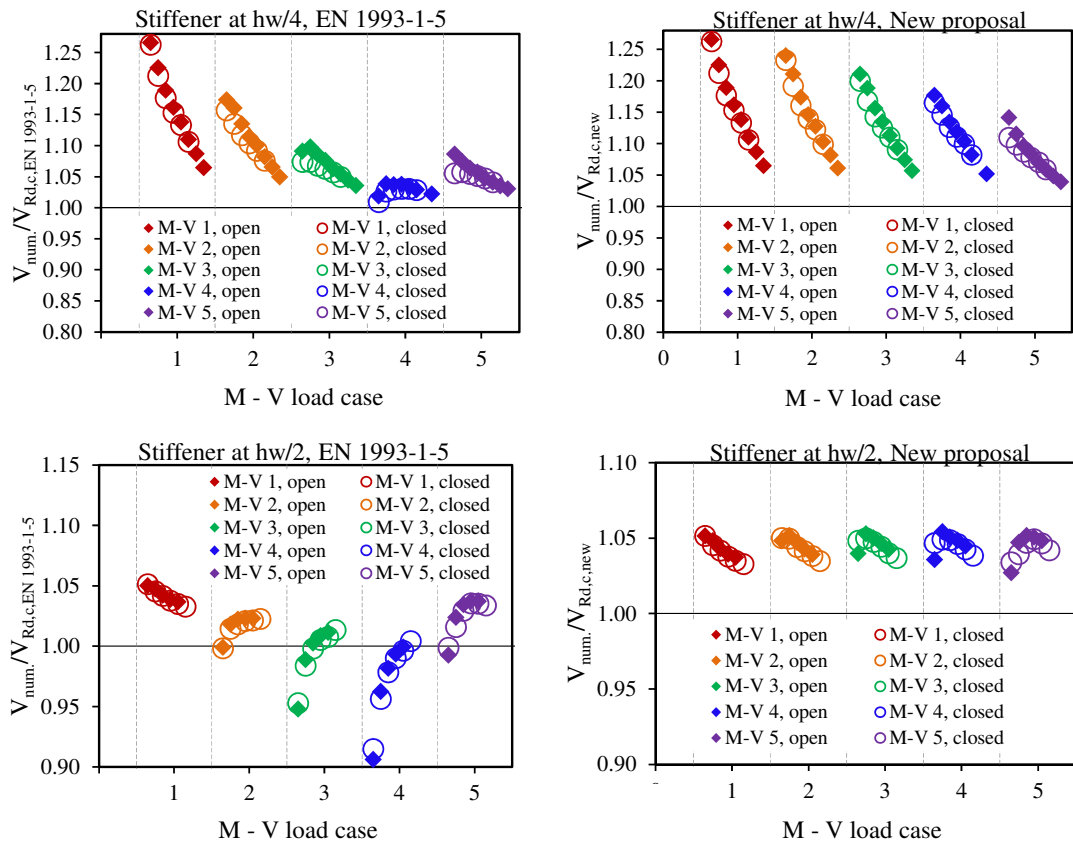 Stiffener at hw/4, EN 1993-1-5
V_num./V_Rd,c,EN 1993-1-5
1.25
1.20
1.15
1.10
1.05
1.00
0.95
0.90
0.85
0.80
M-V 1, open
M-V 1, closed
M-V 2, open
M-V 2, closed
M-V 3, open
M-V 3, closed
M-V 4, open
M-V 4, closed
M-V 5, open
M-V 5, closed
1 2 3 4 5
M - V load case
Stiffener at hw/4, New proposal
V_num./V_Rd,c,new
1.25
1.20
1.15
1.10
1.05
1.00
0.95
0.90
0.85
0.80
M-V 1, open
M-V 1, closed
M-V 2, open
M-V 2, closed
M-V 3, open
M-V 3, closed
M-V 4, open
M-V 4, closed
M-V 5, open
M-V 5, closed
0 1 2 3 4 5
M - V load case
Stiffener at hw/2, EN 1993-1-5
V_num./V_Rd,c,EN 1993-1-5
1.15
1.10
1.05
1.00
0.95
0.90
M-V 1, open
M-V 1, closed
M-V 2, open
M-V 2, closed
M-V 3, open
M-V 3, closed
M-V 4, open
M-V 4, closed
M-V 5, open
M-V 5, closed
1 2 3 4 5
M - V load case
Stiffener at hw/2, New proposal
V_num./V_Rd,c,new
1.10
1.05
1.00
0.95
0.90
M-V 1, open
M-V 1, closed
M-V 2, open
M-V 2, closed
M-V 3, open
M-V 3, closed
M-V 4, open
M-V 4, closed
M-V 5, open
M-V 5, closed
1 2 3 4 5
M - V load case